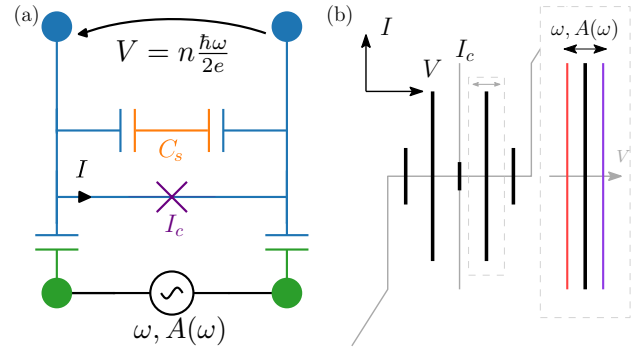 (a)
V = n ħω/2e
C_s
I
I_c
ω, A(ω)
(b)
I
V
I_c
ω, A(ω)
V